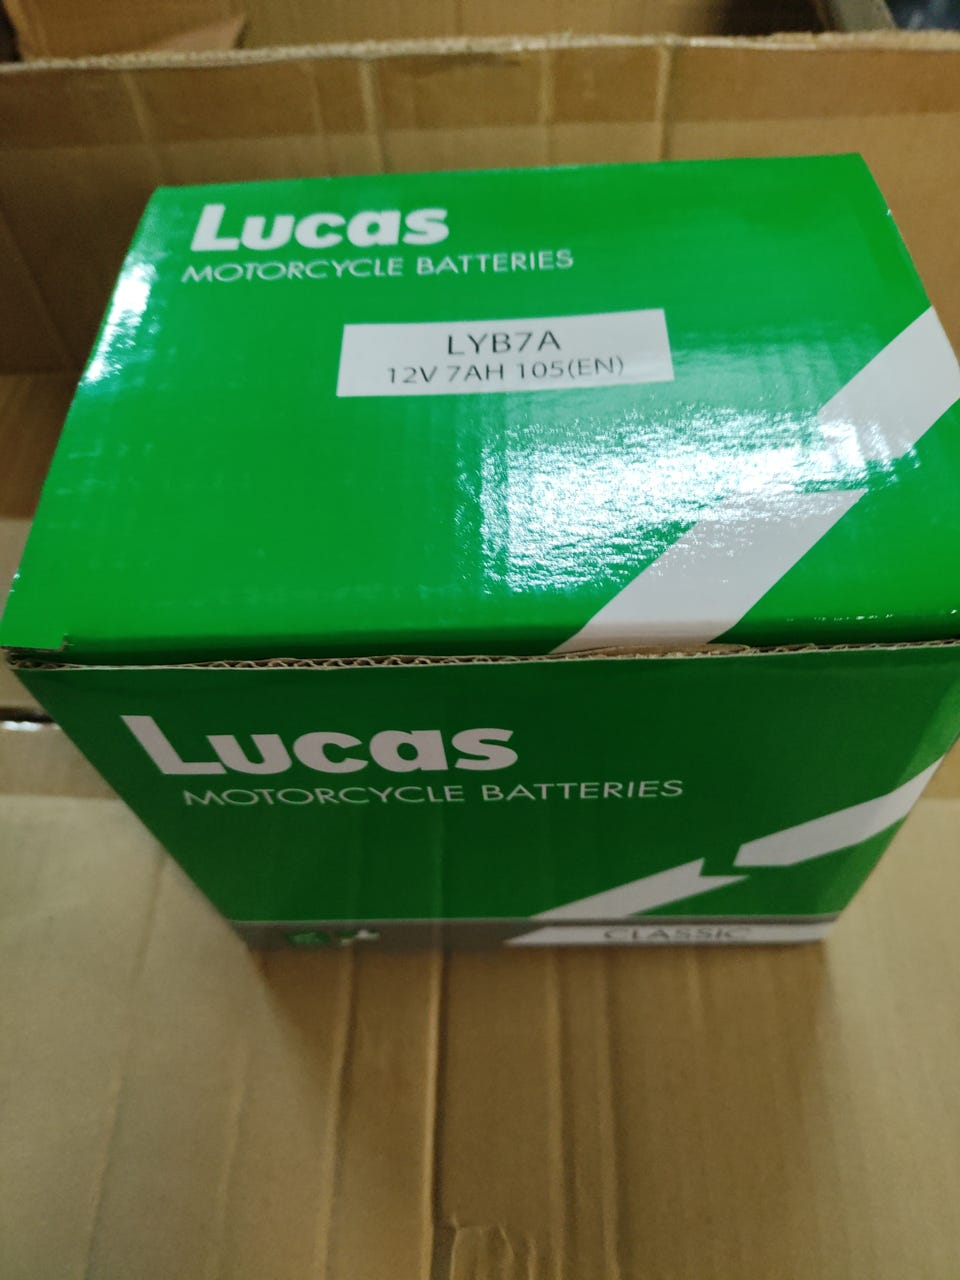 Lucas
MOTORCYCLE BATTERIES
LYB7A
12V 7AH 105(EN)
Lucas
MOTORCYCLE BATTERIES
CLASSIC